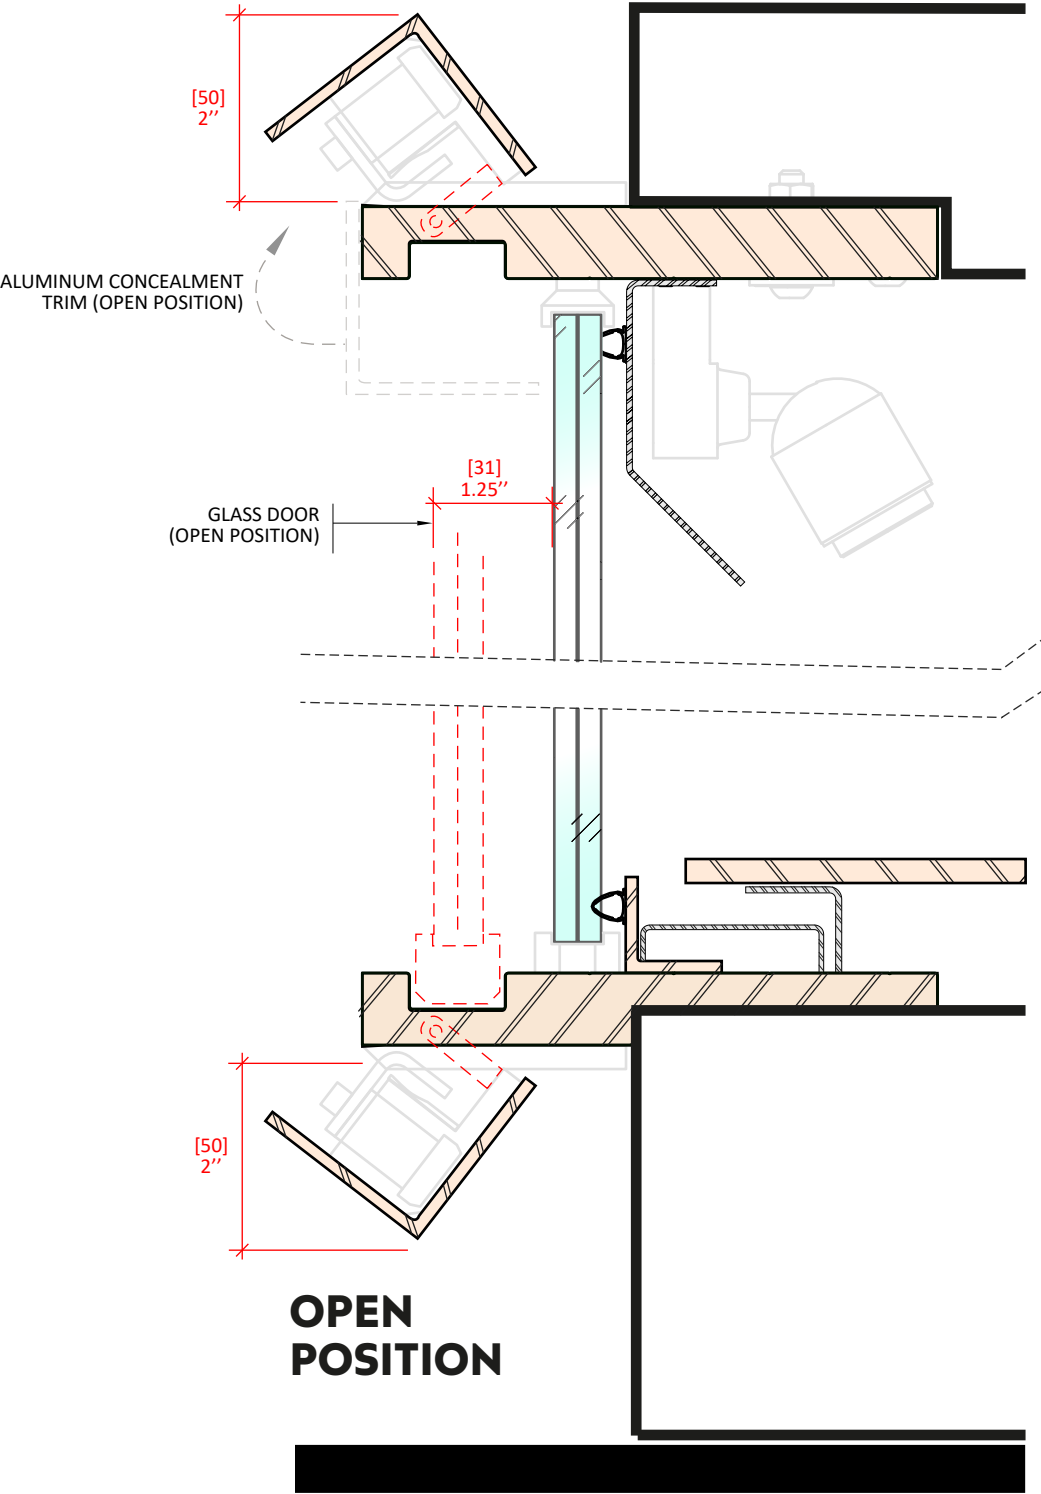 [50]
2’’
ALUMINUM CONCEALMENT
TRIM (OPEN POSITION)
[31]
1.25’’
GLASS DOOR
(OPEN POSITION)
[50]
2’’
OPEN
POSITION